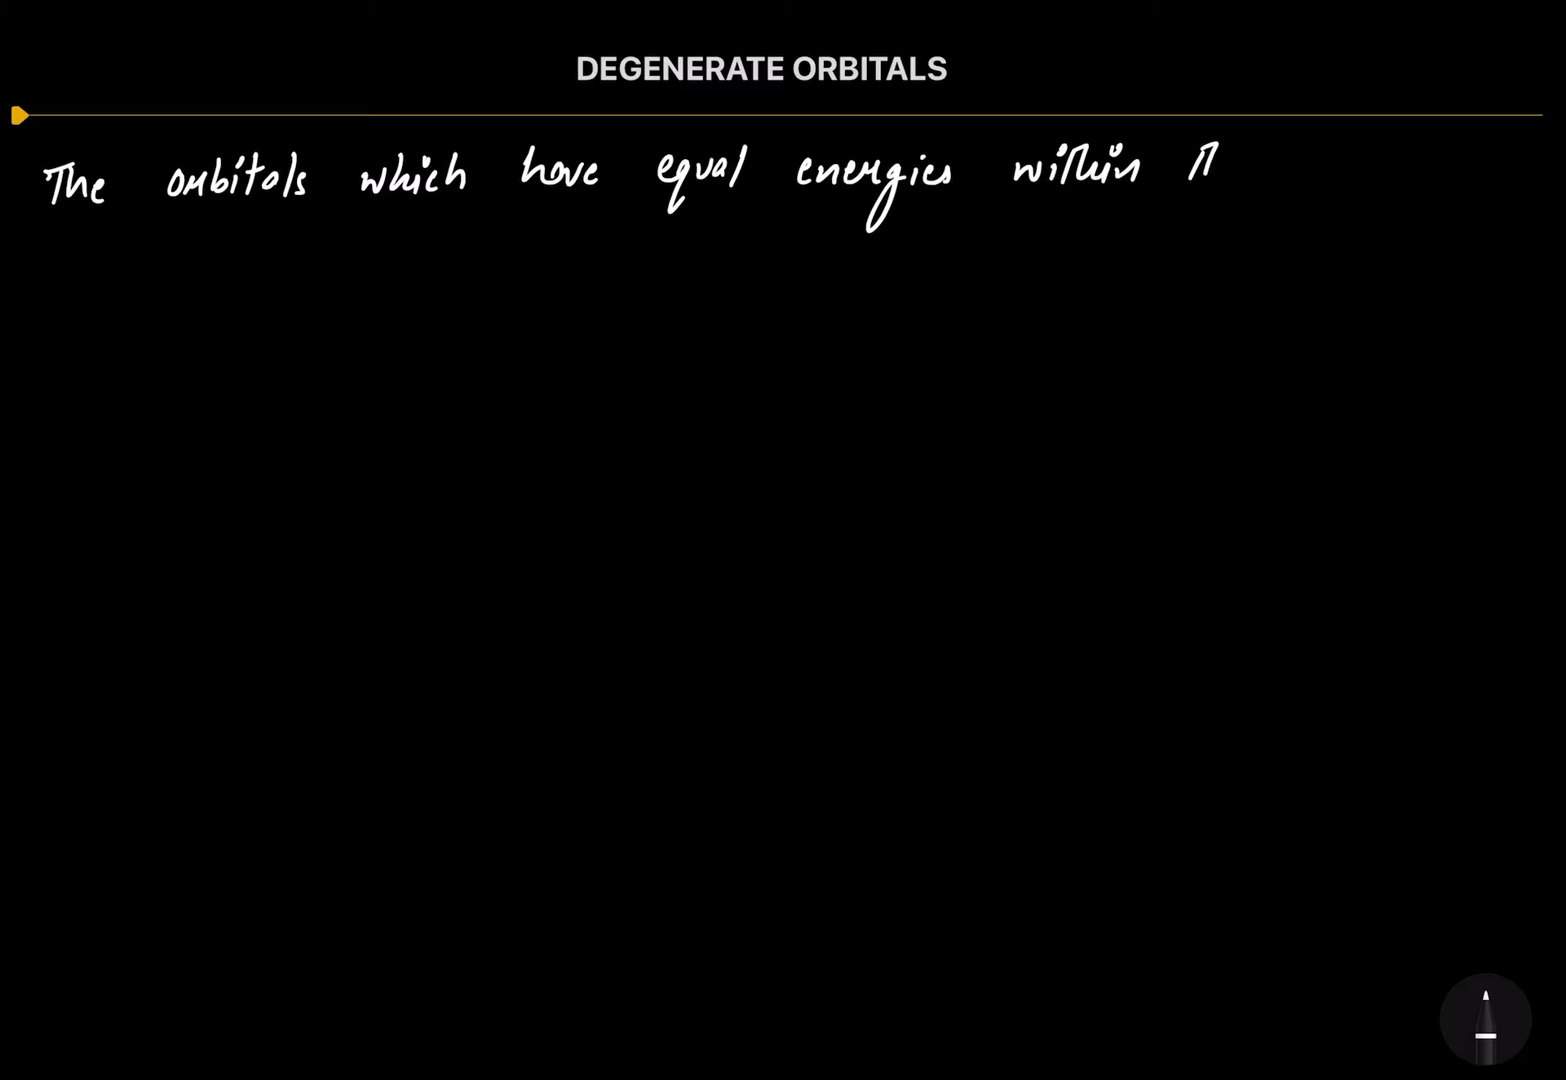 DEGENERATE ORBITALS
The orbitals which have equal energies within